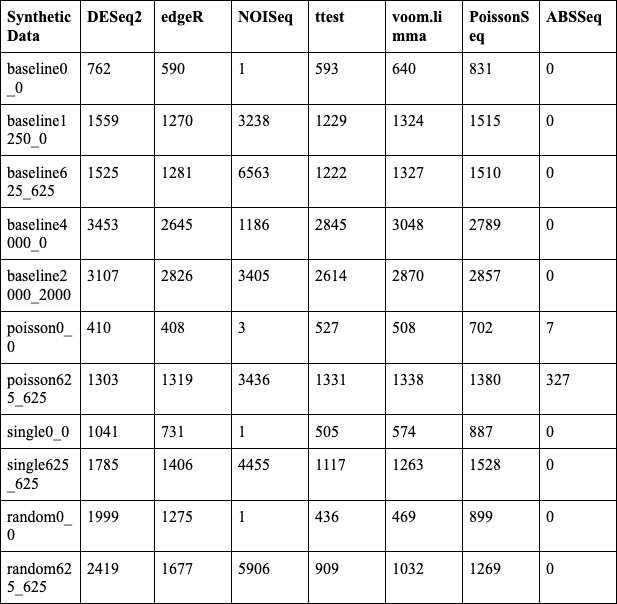 Synthetic Data DESeq2 edgeR NOISeq ttest voom.limma PoissonSeq ABSSeq
baseline0_0 762 590 1 593 640 831 0
baseline1250_0 1559 1270 3238 1229 1324 1515 0
baseline625_625 1525 1281 6563 1222 1327 1510 0
baseline4000_0 3453 2645 1186 2845 3048 2789 0
baseline2000_2000 3107 2826 3405 2614 2870 2857 0
poisson0_0 410 408 3 527 508 702 7
poisson625_625 1303 1319 3436 1331 1338 1380 327
single0_0 1041 731 1 505 574 887 0
single625_625 1785 1406 4455 1117 1263 1528 0
random0_0 1999 1275 1 436 469 899 0
random625_625 2419 1677 5906 909 1032 1269 0